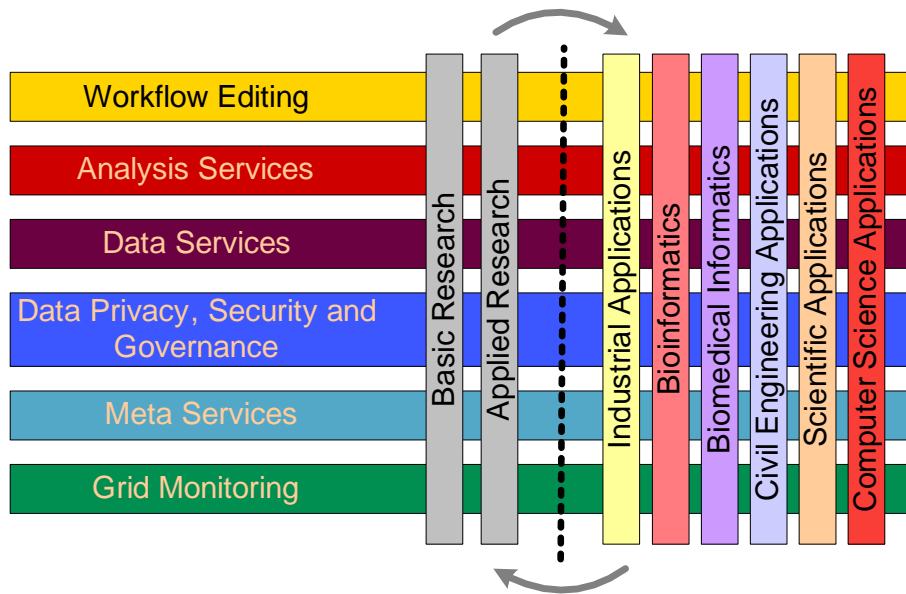 Workflow Editing
Analysis Services
Data Services
Data Privacy, Security and
Governance
Meta Services
Grid Monitoring
Basic Research
Applied Research
Industrial Applications
Bioinformatics
Biomedical Informatics
Civil Engineering Applications
Scientific Applications
Computer Science Applications